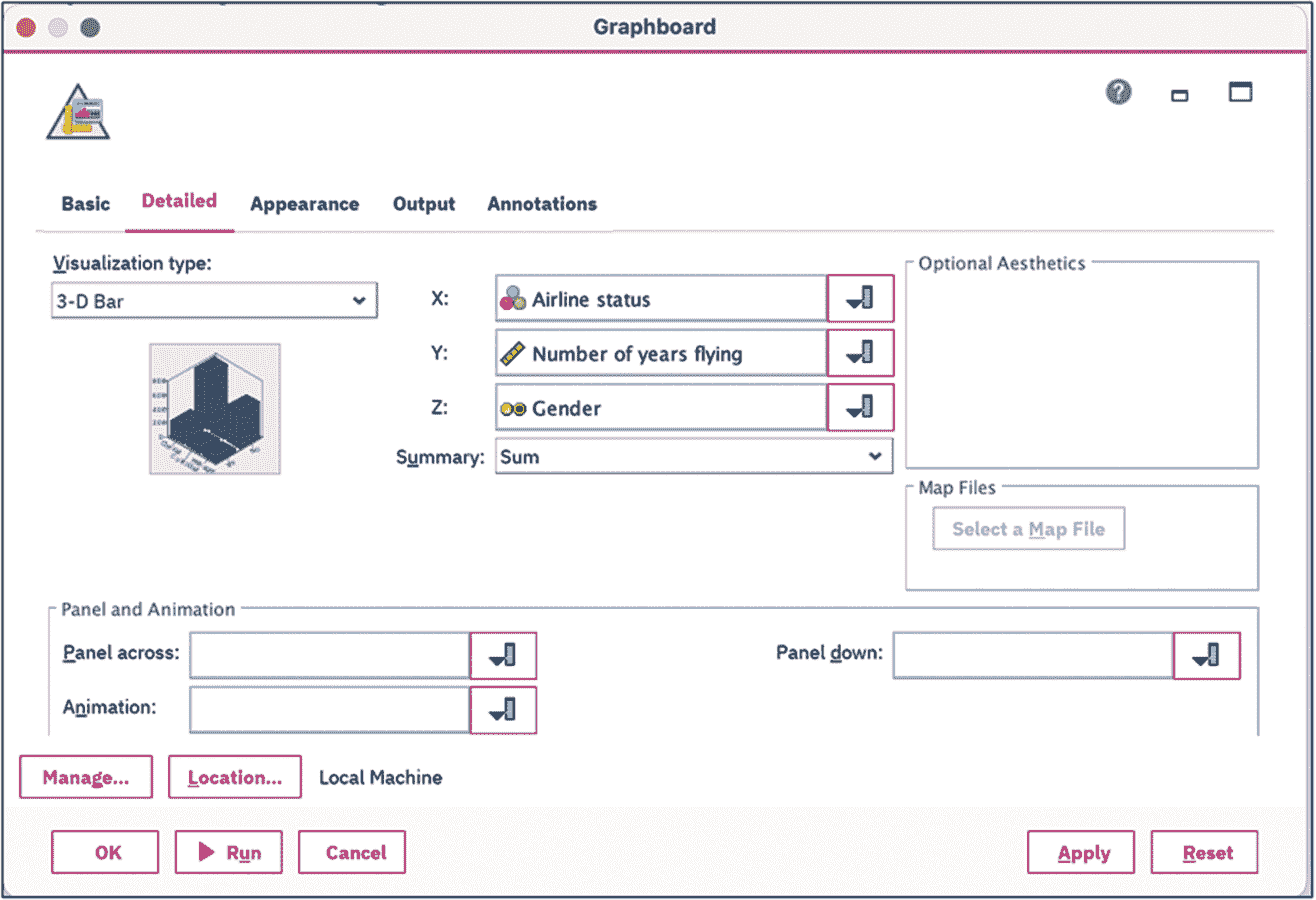 Graphboard
Basic Detailed Appearance Output Annotations
Visualization type:
3-D Bar
X: Airline status
Y: Number of years flying
Z: Gender
Summary: Sum
Optional Aesthetics
Map Files
Select a Map File
Panel and Animation
Panel across:
Panel down:
Animation:
Manage... Location... Local Machine
OK Run Cancel Apply Reset